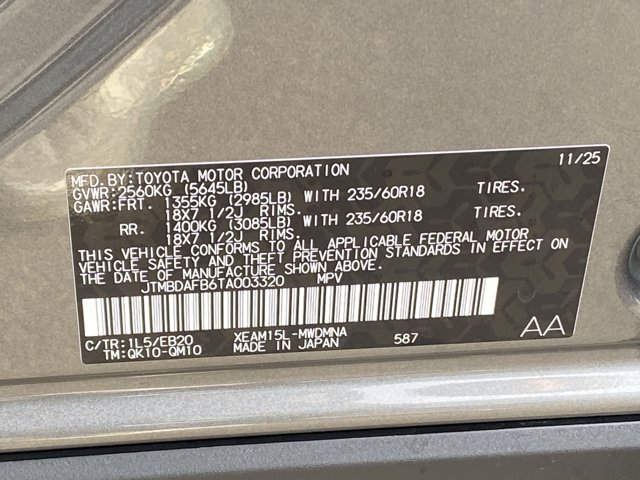 MFD. BY:TOYOTA MOTOR CORPORATION 11/25
GVWR:2560KG (5645LB)
GAWR:FRT. 1355KG (2985LB) WITH 235/60R18 TIRES.
18X7 1/2J RIMS.
RR. 1400KG (3085LB) WITH 235/60R18 TIRES.
18X7 1/2J RIMS.
THIS VEHICLE CONFORMS TO ALL APPLICABLE FEDERAL MOTOR
VEHICLE SAFETY AND THEFT PREVENTION STANDARDS IN EFFECT ON
THE DATE OF MANUFACTURE SHOWN ABOVE.
JTMBDAFB6TA003320 MPV
C/TR:1L5/EB20 XEAM15L-MWDMNA AA
TM:QK10-QM10 MADE IN JAPAN 587